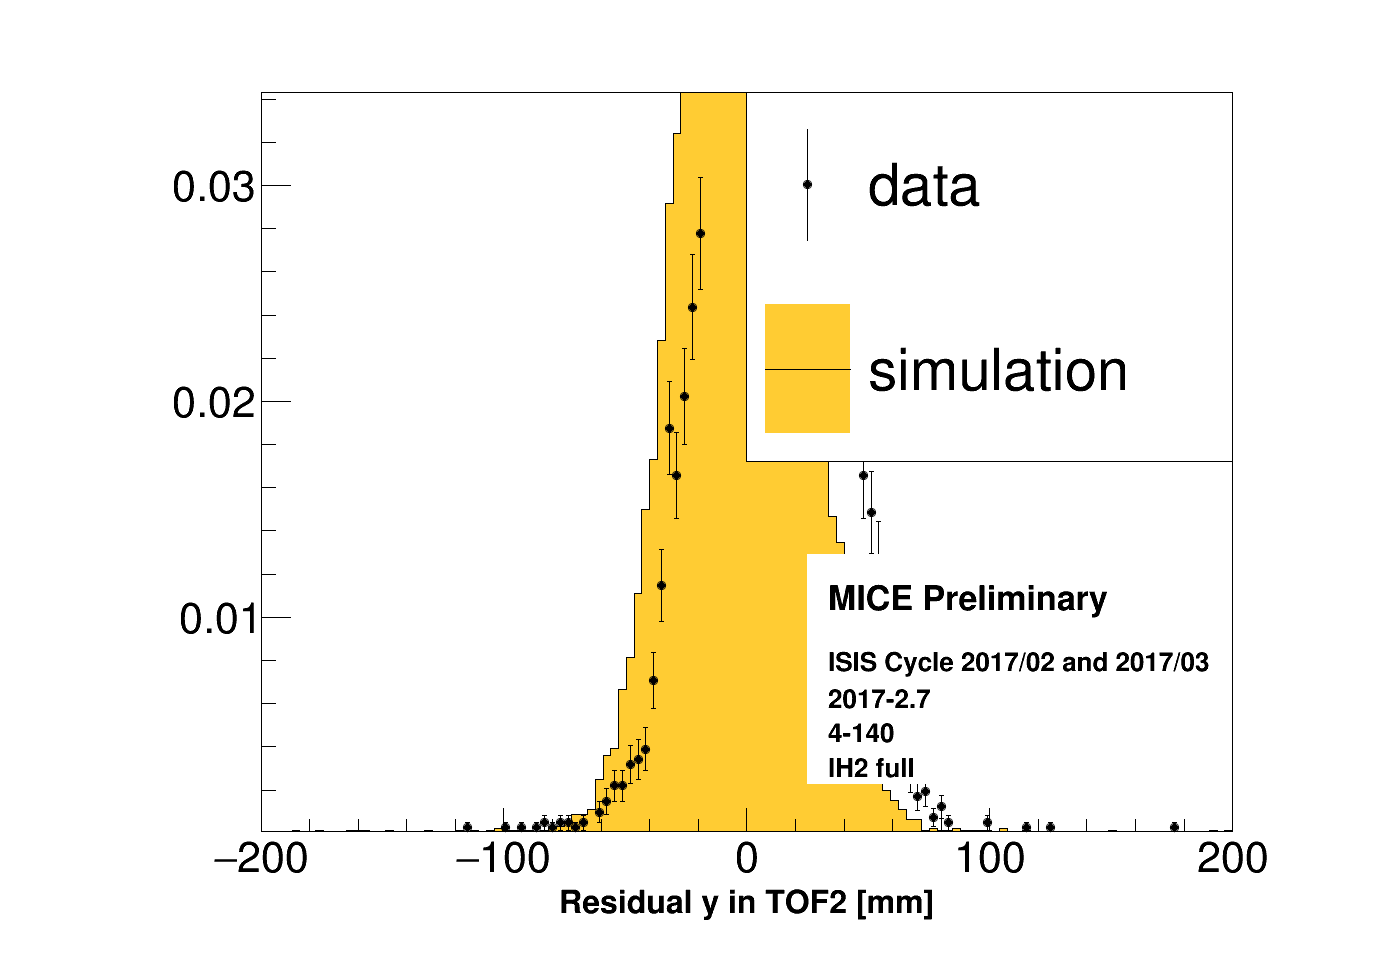 0.03
0.02
0.01
data
simulation
MICE Preliminary
ISIS Cycle 2017/02 and 2017/03
2017-2.7
4-140
IH2 full
−200
−100
0
100
200
Residual y in TOF2 [mm]